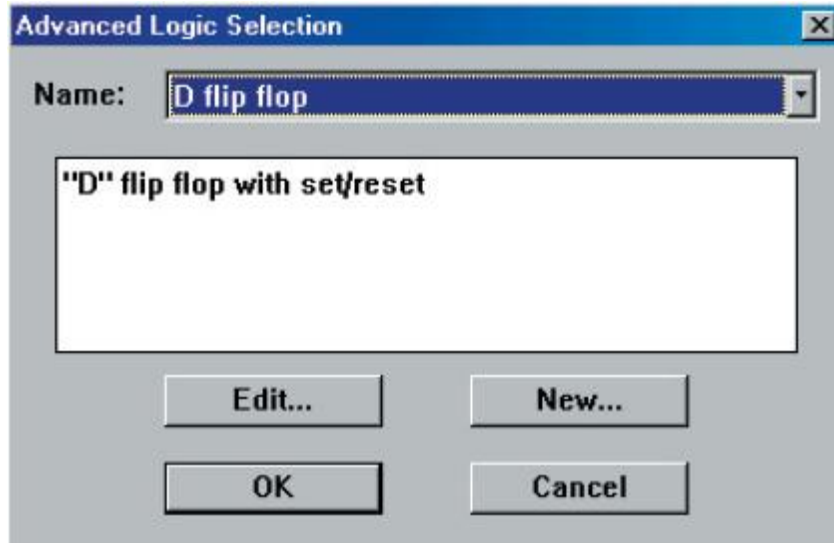 Advanced Logic Selection
Name: D flip flop
"D" flip flop with set/reset
Edit... New...
OK Cancel